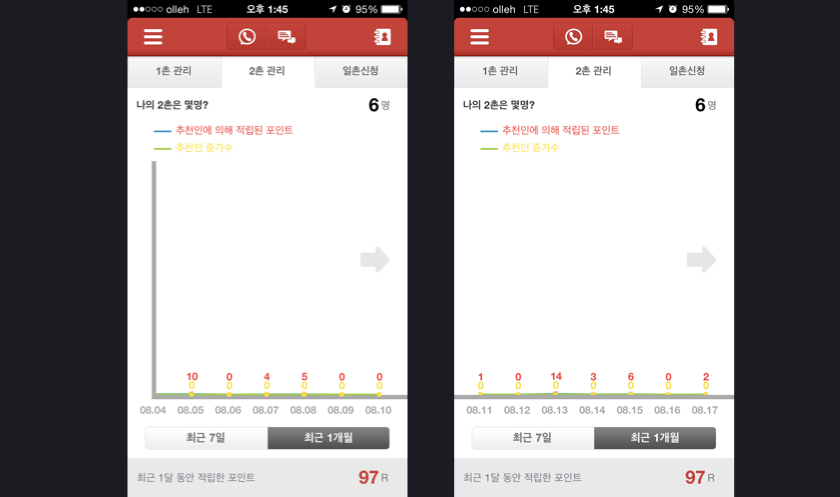 olleh LTE 오후 1:45 95%
1촌 관리 2촌 관리 일촌신청
나의 2촌은 몇명? 6명
추천인에 의해 적립된 포인트
추천인 증가수
10 0 4 5 0 0
0 0 0 0 0 0
08.04 08.05 08.06 08.07 08.08 08.09 08.10
최근 7일 최근 1개월
최근 1달 동안 적립한 포인트 97 R
olleh LTE 오후 1:45 95%
1촌 관리 2촌 관리 일촌신청
나의 2촌은 몇명? 6명
추천인에 의해 적립된 포인트
추천인 증가수
1 0 14 3 6 0 2
0 0 0 0 0 0 0
08.11 08.12 08.13 08.14 08.15 08.16 08.17
최근 7일 최근 1개월
최근 1달 동안 적립한 포인트 97 R